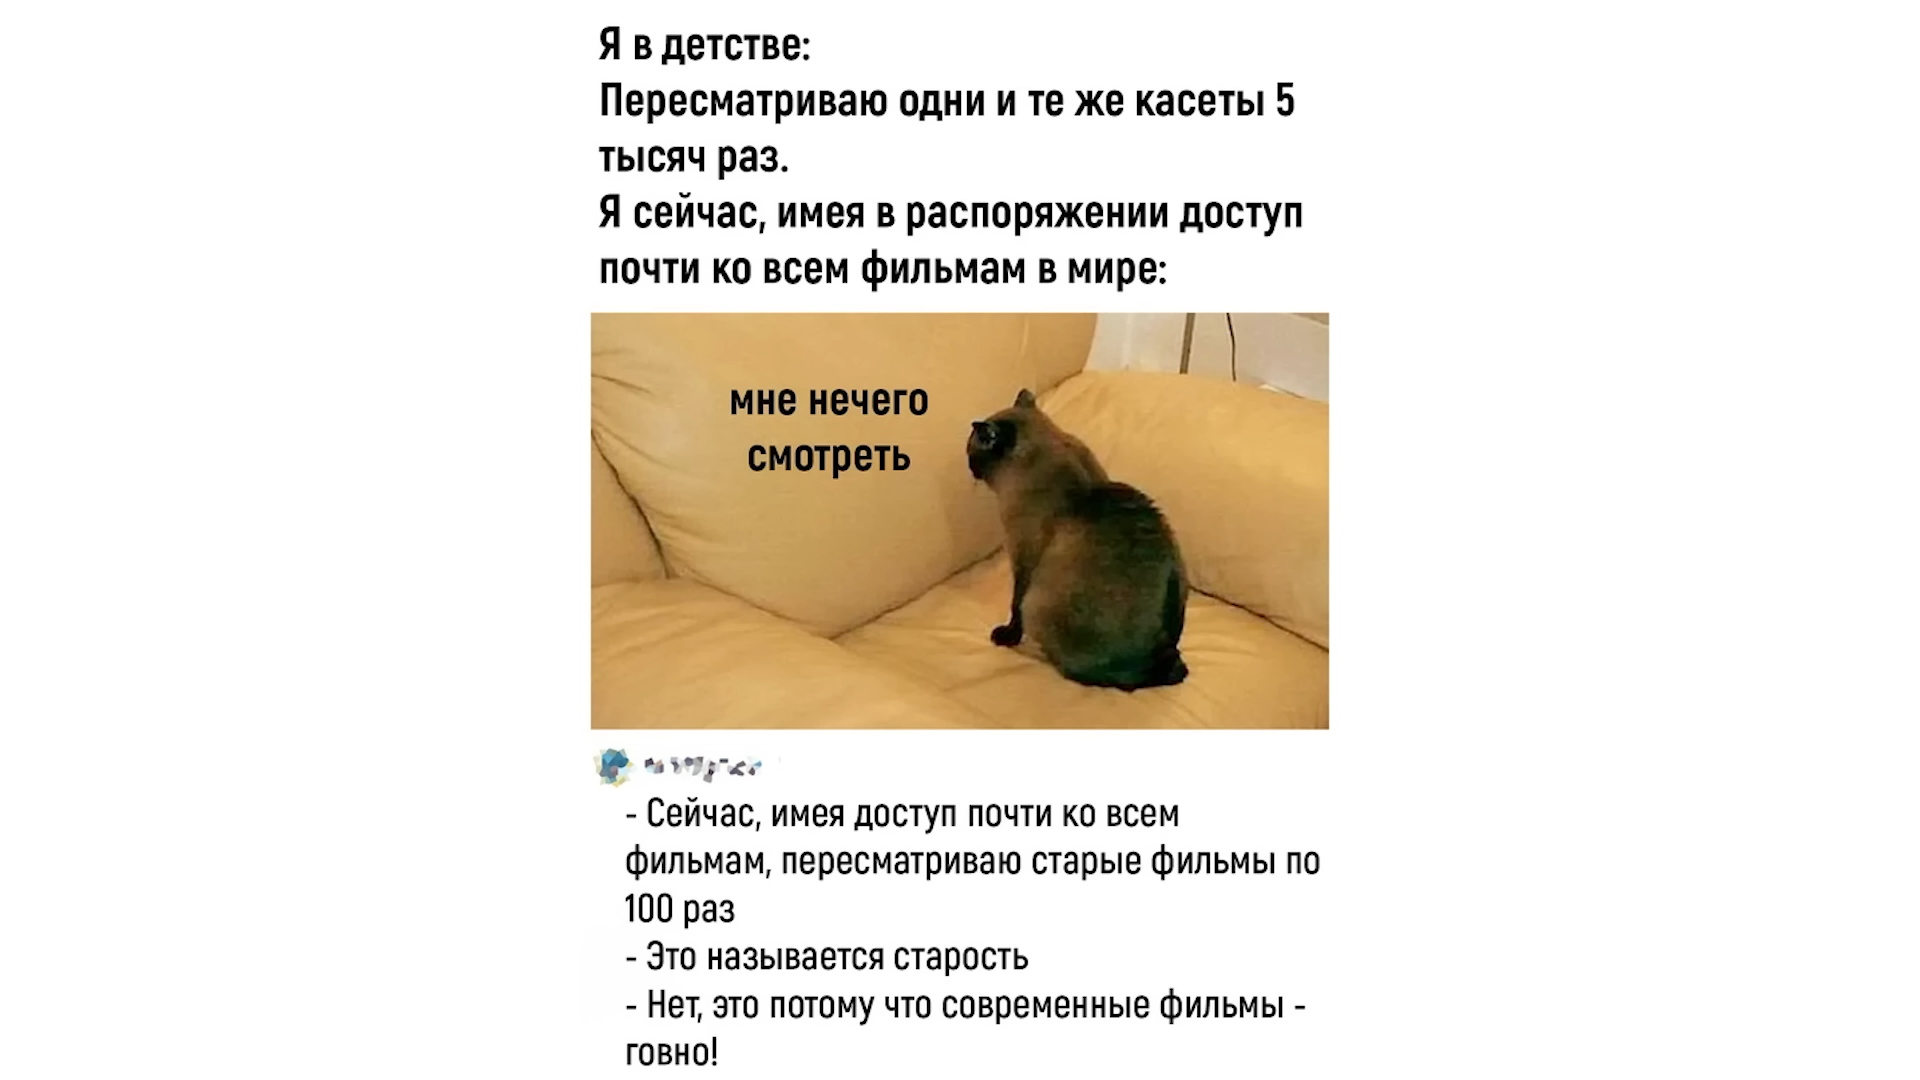 Я в детстве:
Пересматриваю одни и те же касеты 5
тысяч раз.
Я сейчас, имея в распоряжении доступ
почти ко всем фильмам в мире:
мне нечего
смотреть
- Сейчас, имея доступ почти ко всем
фильмам, пересматриваю старые фильмы по
100 раз
- Это называется старость
- Нет, это потому что современные фильмы -
говно!